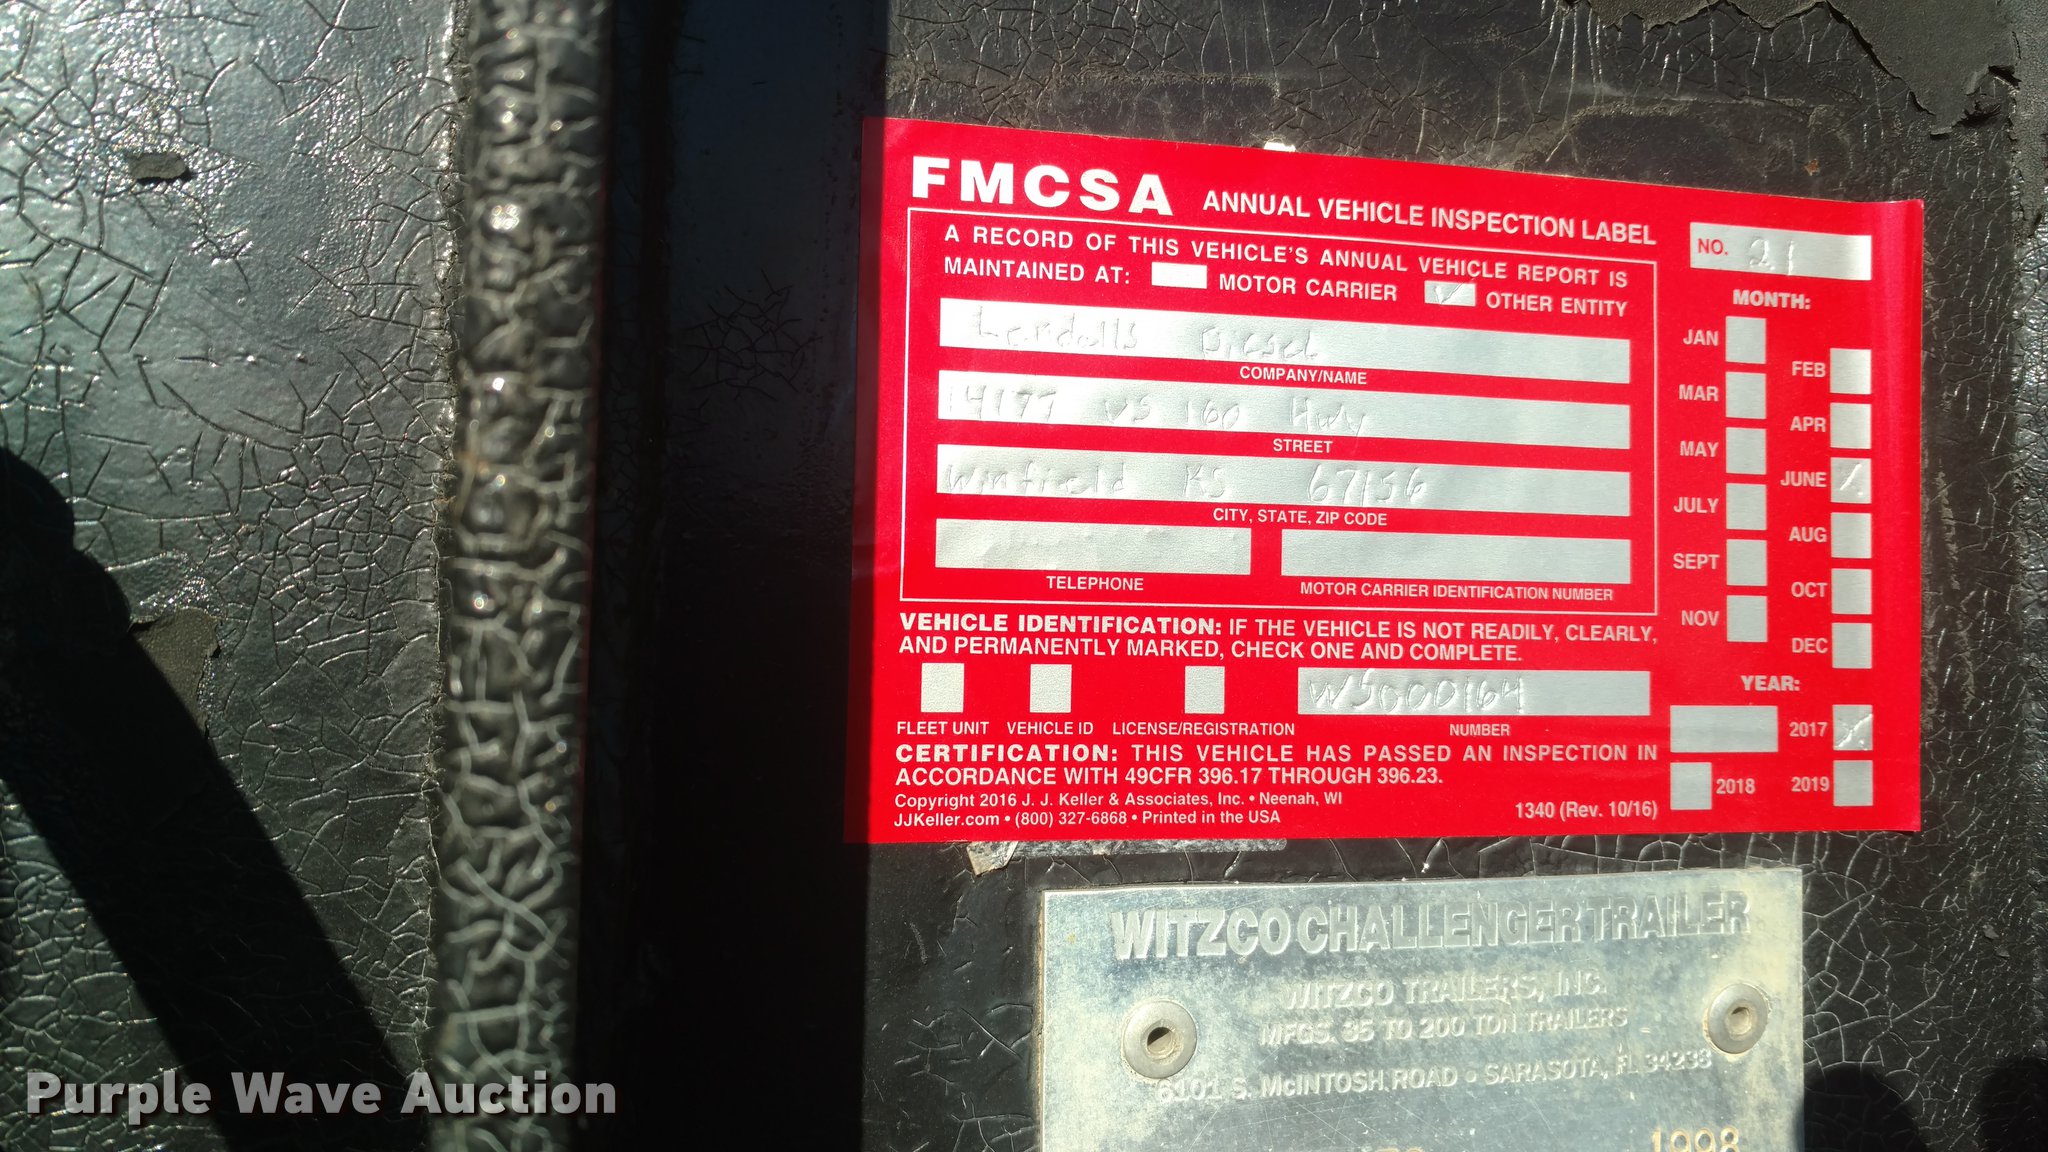 FMCSA ANNUAL VEHICLE INSPECTION LABEL
NO. 21
A RECORD OF THIS VEHICLE'S ANNUAL VEHICLE REPORT IS
MAINTAINED AT: MOTOR CARRIER ✓ OTHER ENTITY
Diesel
COMPANY/NAME
14177 US 160 Hwy
STREET
Winfield KS 67156
CITY, STATE, ZIP CODE
TELEPHONE
MOTOR CARRIER IDENTIFICATION NUMBER
MONTH:
JAN
FEB
MAR
APR
MAY
JUNE
JULY
AUG
SEPT
OCT
NOV
DEC
VEHICLE IDENTIFICATION: IF THE VEHICLE IS NOT READILY, CLEARLY,
AND PERMANENTLY MARKED, CHECK ONE AND COMPLETE.
WS000164
FLEET UNIT VEHICLE ID LICENSE/REGISTRATION NUMBER
YEAR:
2017
2018 2019
CERTIFICATION: THIS VEHICLE HAS PASSED AN INSPECTION IN
ACCORDANCE WITH 49CFR 396.17 THROUGH 396.23.
Copyright 2016 J. J. Keller & Associates, Inc. • Neenah, WI
JJKeller.com • (800) 327-6868 • Printed in the USA
1340 (Rev. 10/16)
WITZCO CHALLENGER TRAILER
WITZCO TRAILERS, INC.
MFGS. 35 TO 200 TON TRAILERS
6101 S. McINTOSH ROAD • SARASOTA, FL 34238
1998
Purple Wave Auction